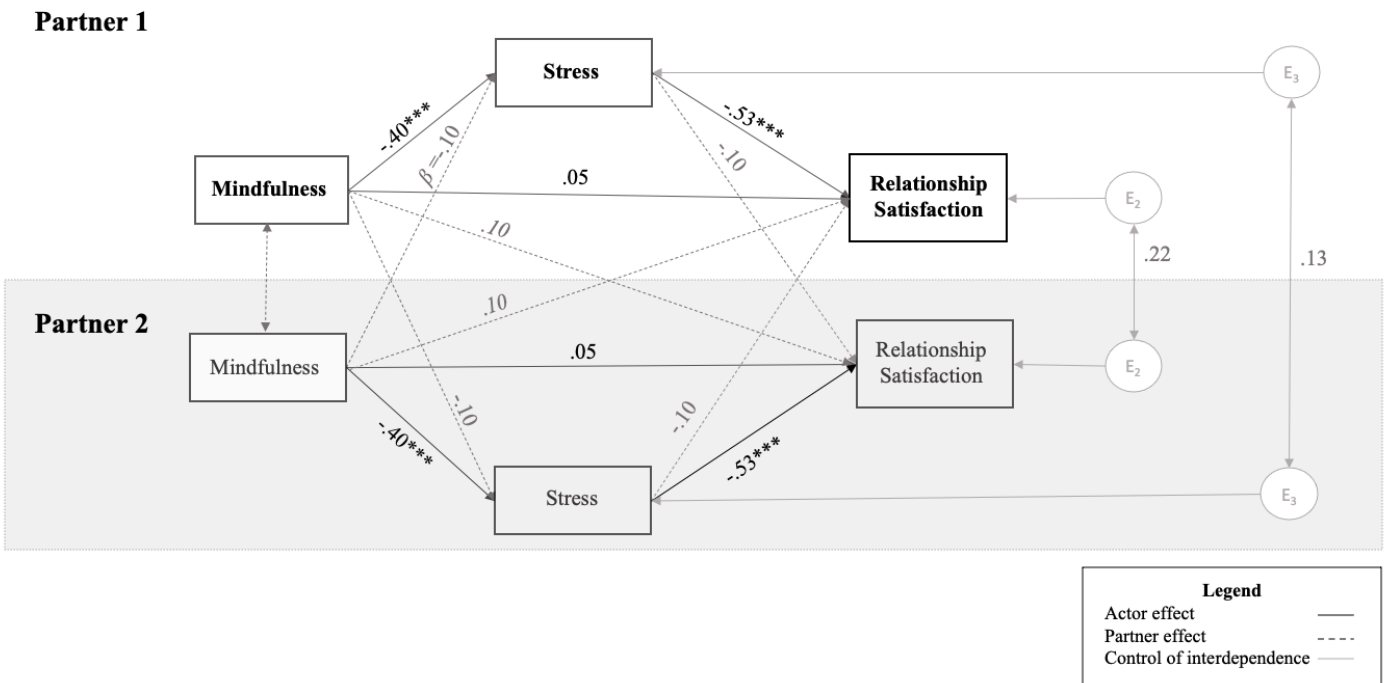 Partner 1
Stress
E3
-.40***
-.53***
β =-.10
-.10
Mindfulness
.05
Relationship
Satisfaction
E2
.10
.22
.13
.10
Partner 2
Mindfulness
.05
Relationship
Satisfaction
E2
-.10
-.10
-.40***
-.53***
Stress
E3
Legend
Actor effect
Partner effect
Control of interdependence